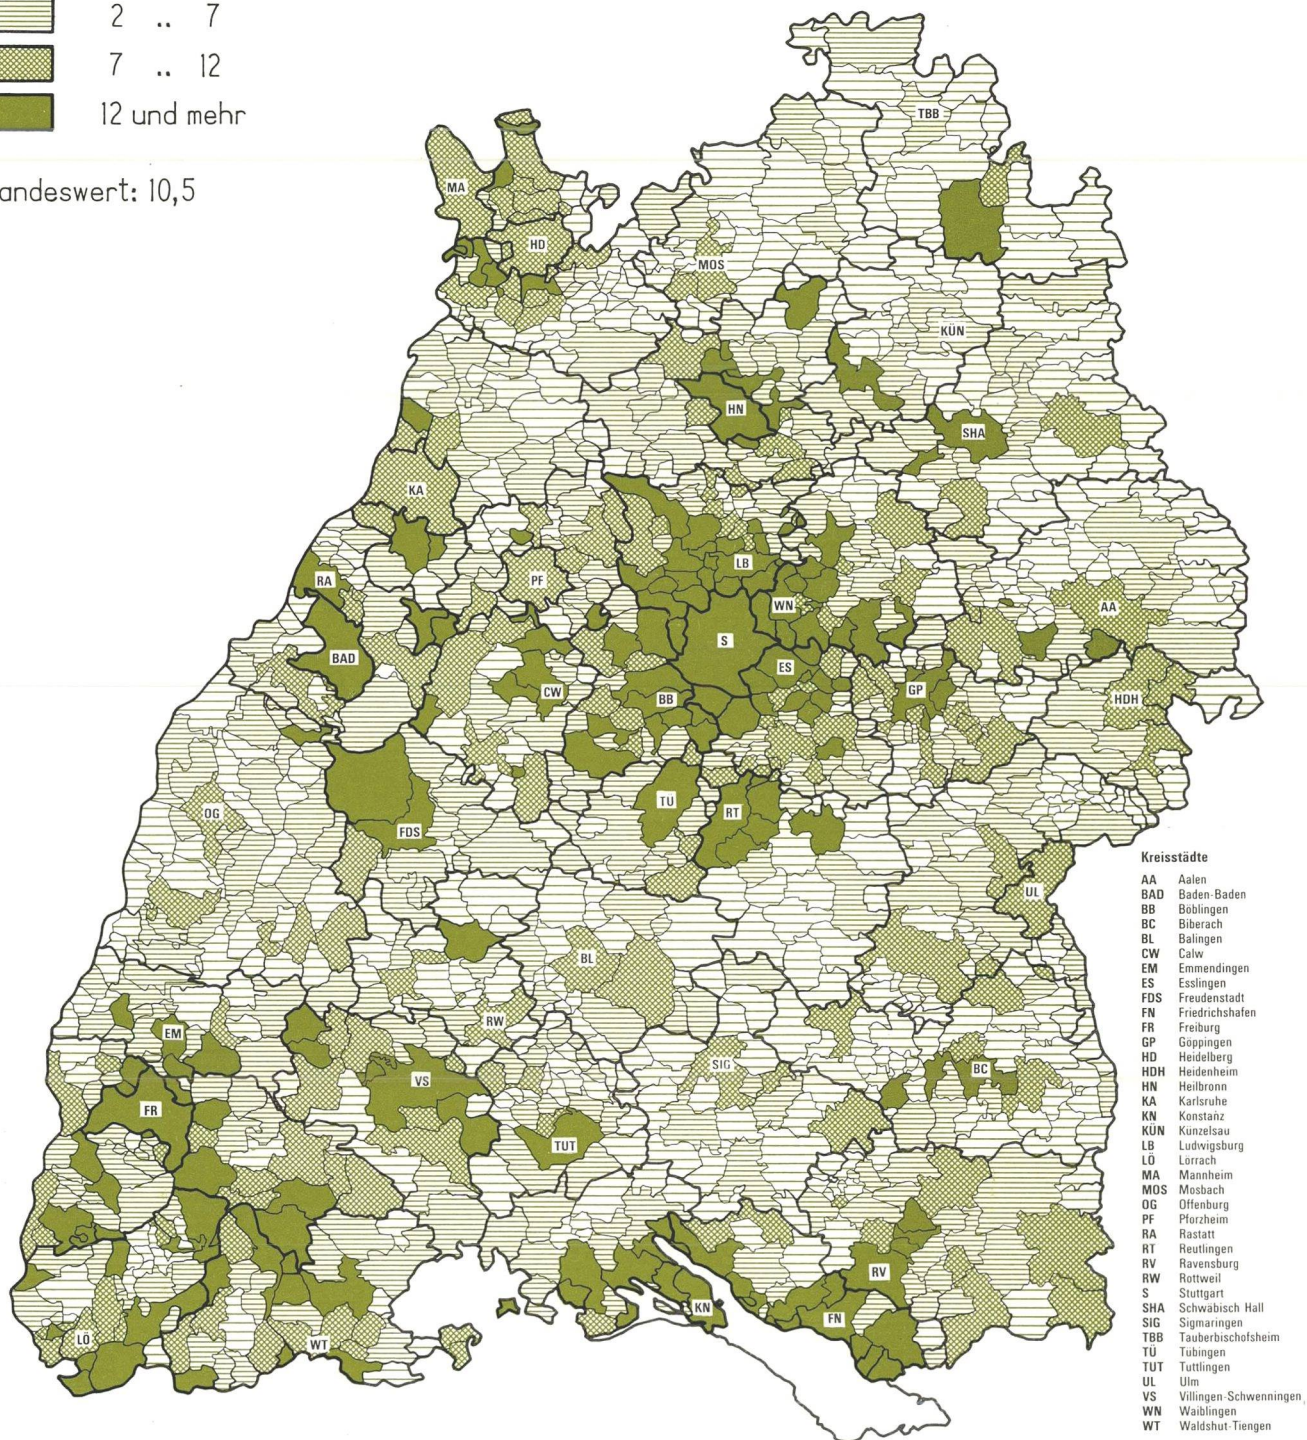 2 .. 7
7 .. 12
12 und mehr
andeswert: 10,5
TBB
MA
HD
MOS
KÜN
HN
SHA
KA
LB
PF
RA
AA
WN
S
BAD
ES
CW
BB
GP
HDH
OG
TÜ
RT
FDS
UL
BL
RW
EM
SIG
BC
VS
FR
TUT
RV
KN
FN
LÖ
WT
Kreisstädte
AA Aalen
BAD Baden-Baden
BB Böblingen
BC Biberach
BL Balingen
CW Calw
EM Emmendingen
ES Esslingen
FDS Freudenstadt
FN Friedrichshafen
FR Freiburg
GP Göppingen
HD Heidelberg
HDH Heidenheim
HN Heilbronn
KA Karlsruhe
KN Konstanz
KÜN Künzelsau
LB Ludwigsburg
LÖ Lörrach
MA Mannheim
MOS Mosbach
OG Offenburg
PF Pforzheim
RA Rastatt
RT Reutlingen
RV Ravensburg
RW Rottweil
S Stuttgart
SHA Schwäbisch Hall
SIG Sigmaringen
TBB Tauberbischofsheim
TÜ Tübingen
TUT Tuttlingen
UL Ulm
VS Villingen-Schwenningen
WN Waiblingen
WT Waldshut-Tiengen